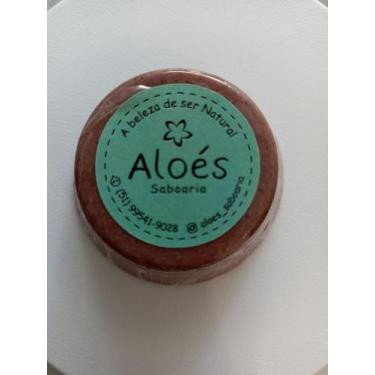 A beleza de ser Natural
Aloés
Saboaria
(51) 99541-9028
aloes_saboaria